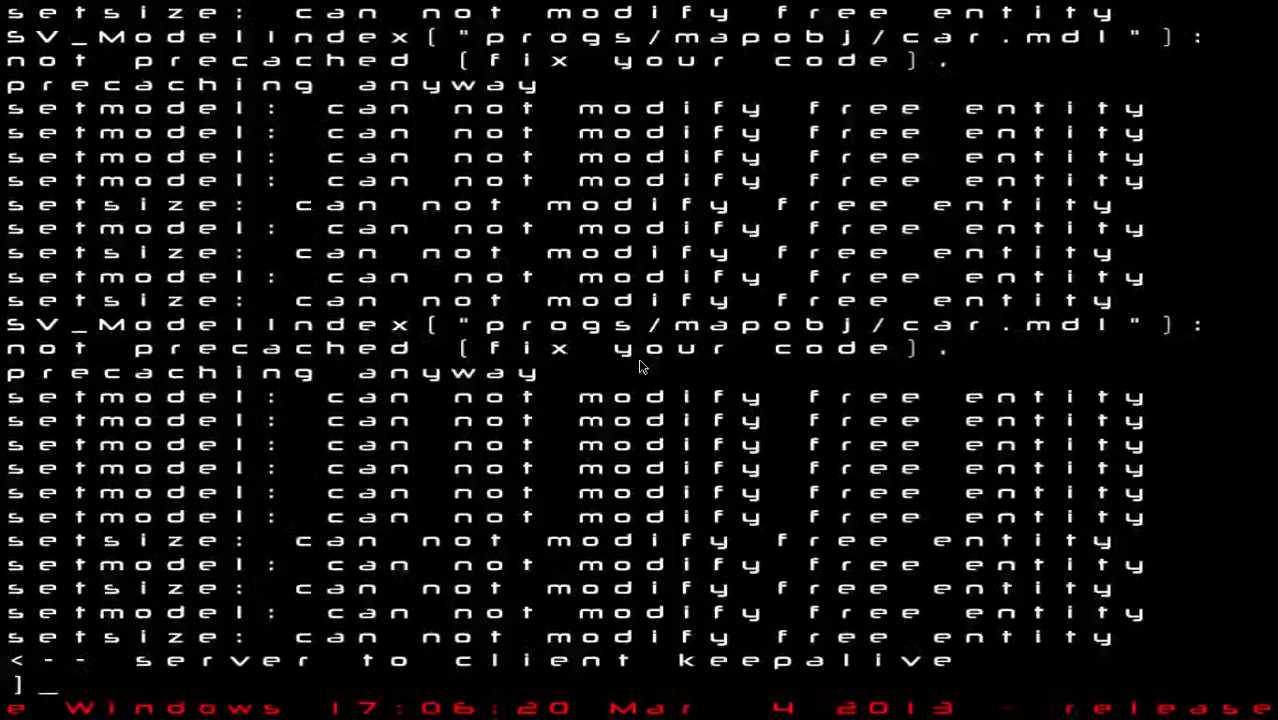 setsize: can not modify free entity
SV_ModelIndex("progs/mapobj/car.mdl"):
not precached (fix your code).
precaching anyway
setmodel: can not modify free entity
setmodel: can not modify free entity
setmodel: can not modify free entity
setmodel: can not modify free entity
setsize: can not modify free entity
setmodel: can not modify free entity
setsize: can not modify free entity
setmodel: can not modify free entity
setsize: can not modify free entity
SV_ModelIndex("progs/mapobj/car.mdl"):
not precached (fix your code).
precaching anyway
setmodel: can not modify free entity
setmodel: can not modify free entity
setmodel: can not modify free entity
setmodel: can not modify free entity
setmodel: can not modify free entity
setmodel: can not modify free entity
setsize: can not modify free entity
setmodel: can not modify free entity
setsize: can not modify free entity
setmodel: can not modify free entity
setsize: can not modify free entity
<-- server to client keepalive
]_
e Windows 17:06:20 Mar 4 2013 - release